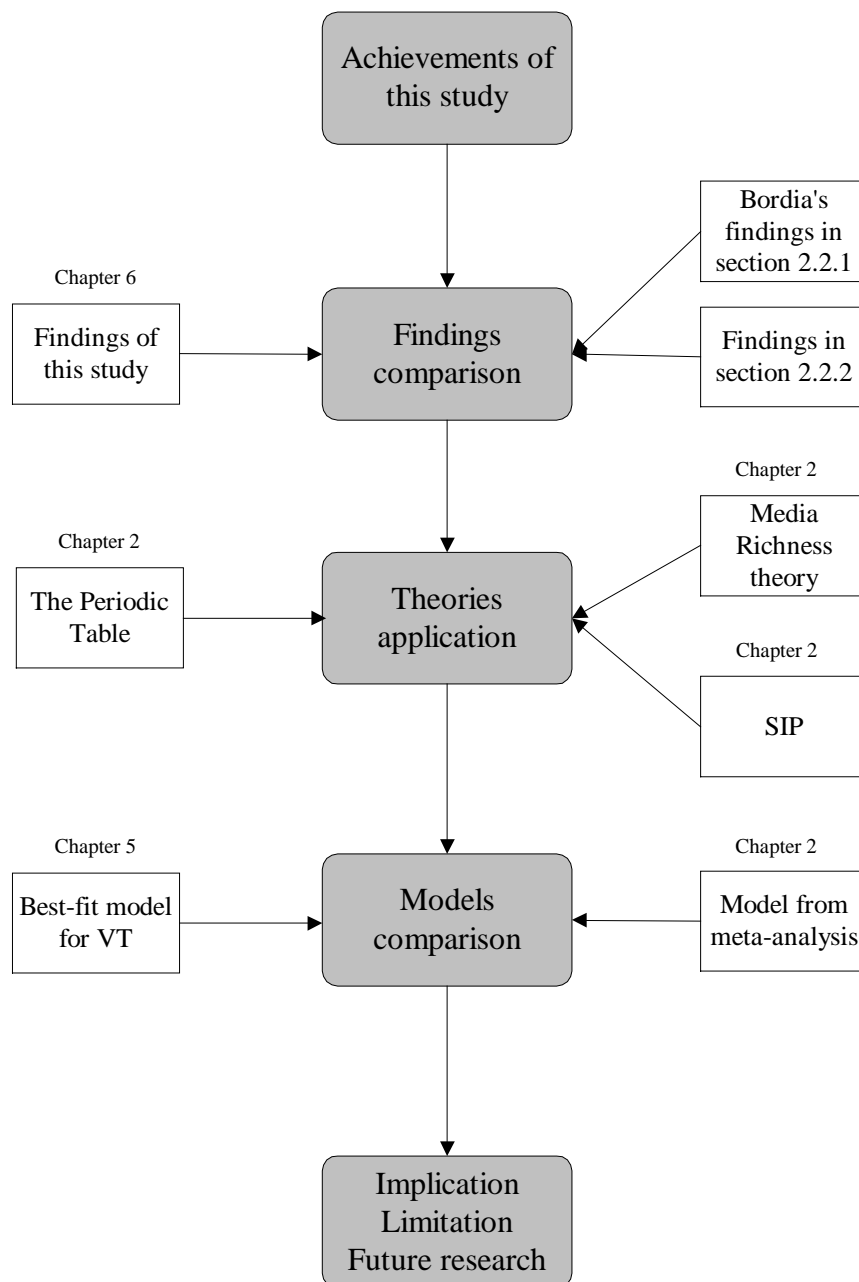 Achievements of
this study
Bordia's
findings in
section 2.2.1
Chapter 6
Findings of
this study
Findings
comparison
Findings in
section 2.2.2
Chapter 2
Media
Richness
theory
Chapter 2
The Periodic
Table
Theories
application
Chapter 2
SIP
Chapter 5
Best-fit model
for VT
Models
comparison
Chapter 2
Model from
meta-analysis
Implication
Limitation
Future research